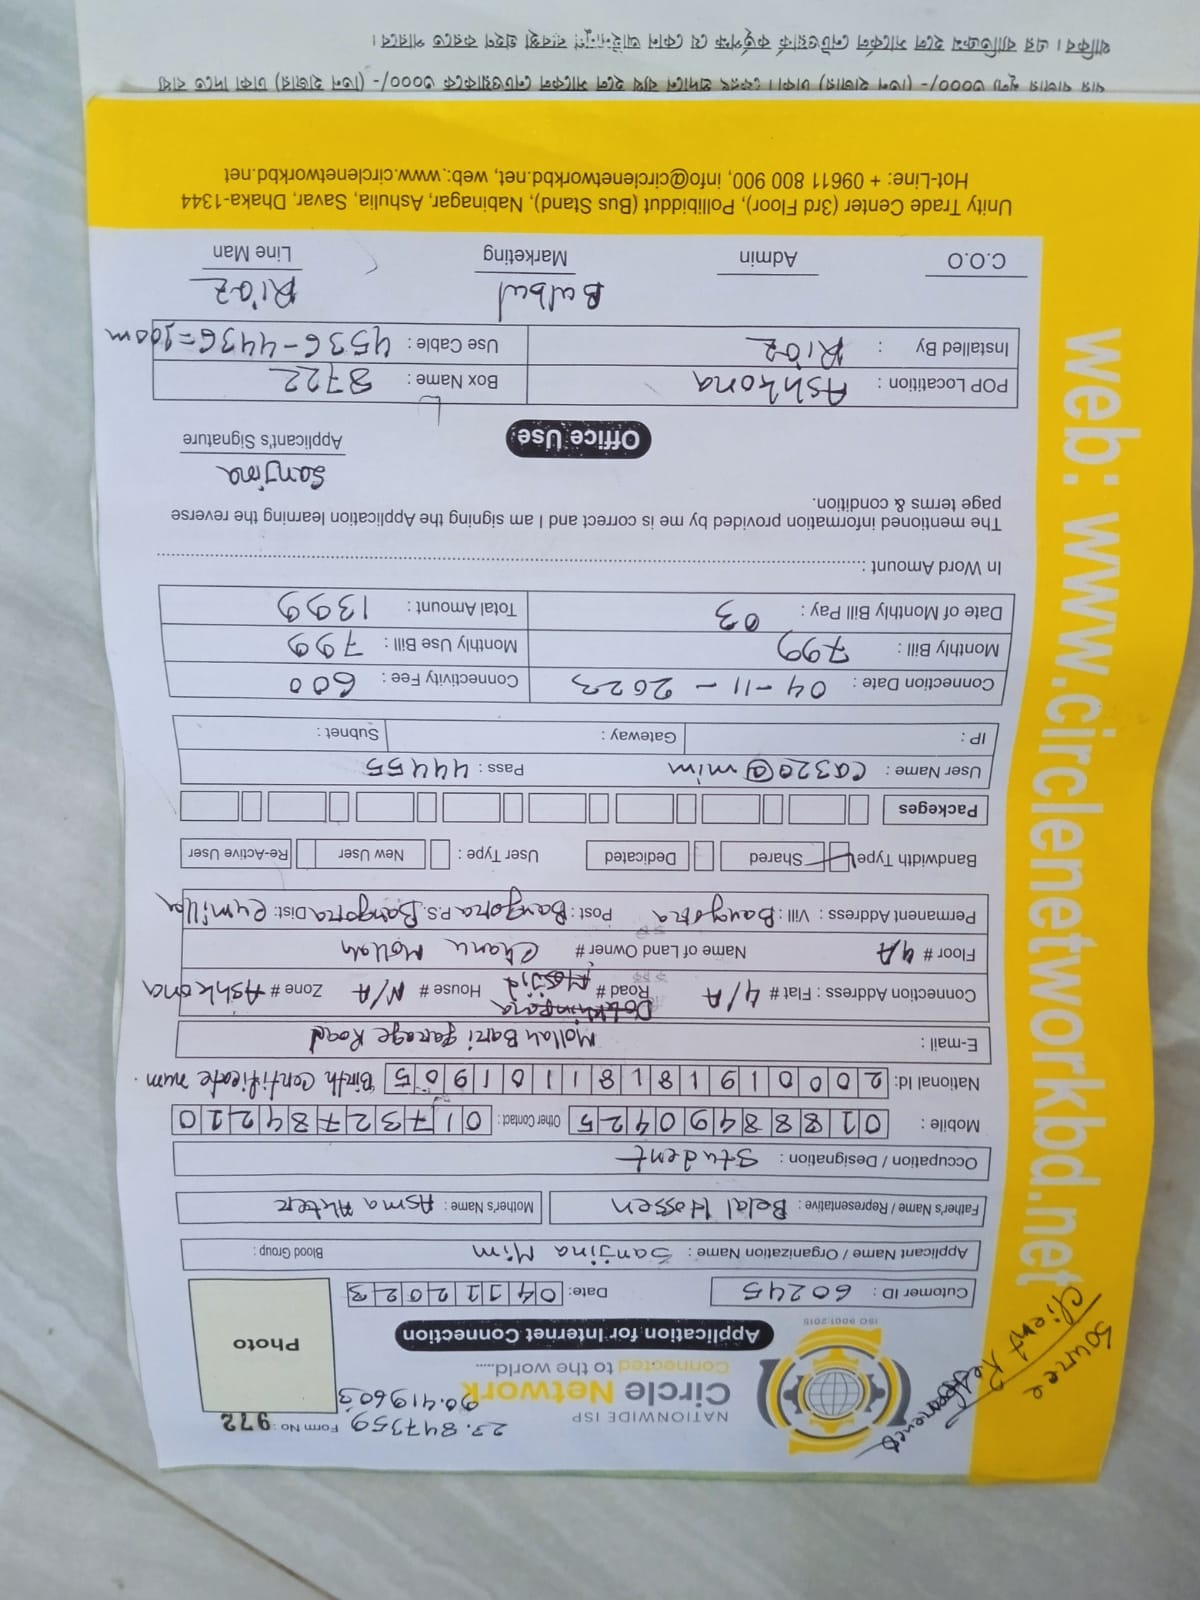 Source
Client Reffarenes
NATIONWIDE ISP
Circle Network
Connected to the world......
ISO 9001:2015
23.847359
90.419603
Form No : 972
Photo
Application for Internet Connection
Cutomer ID : 60245 Date: 04112023
Applicant Name / Organization Name : Sanjina Mim Blood Group :
Father's Name / Representative : Belal Hossen Mother's Name : Asma Akter
Occupation / Designation : Student
Mobile : 01888490425 Other Contact : 01732784210
National Id: 20001918181101905 Birth Certificate num.
E-mail : Mollah Bari garage Road
Connection Address : Flat # 4/A Road # Mosjid House # N/A Zone # Ashkona
Floor # 4A Name of Land Owner # Chanu Mollah
Permanent Address : Vill : Bangora Post : Bangora P.S. Bangora Dist: Cumilla
Bandwidth Type Shared Dedicated User Type : New User Re-Active User
Packeges
User Name : Ca320@mim Pass : 44455
IP : Gateway : Subnet :
Connection Date : 04-11-2023 Connectivity Fee : 600
Monthly Bill : 799 Monthly Use Bill : 799
Date of Monthly Bill Pay : 03 Total Amount : 1399
In Word Amount :
The mentioned information provided by me is correct and I am signing the Application learning the reverse
page terms & condition.
Sanjina
Applicant's Signature
Office Use
POP Locatition : Ashkona Box Name : 8722
Installed By : Riaz Use Cable : 4536-4436=100m
Bulbul Riaz
C.O.O Admin Marketing Line Man
Unity Trade Center (3rd Floor), Pollibiddut (Bus Stand), Nabinagar, Ashulia, Savar, Dhaka-1344
Hot-Line: + 09611 800 900, info@circlenetworkbd.net, web:.www.circlenetworkbd.net
web: www.circlenetworkbd.net